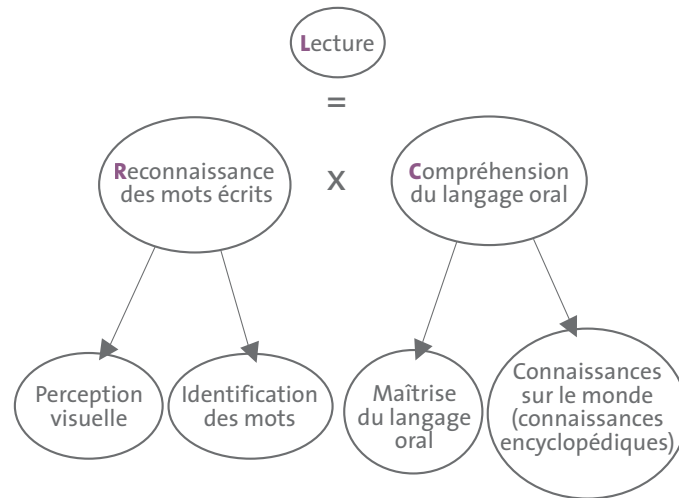 Lecture
=
Reconnaissance
des mots écrits
X
Compréhension
du langage oral
Perception
visuelle
Identification
des mots
Maîtrise
du langage
oral
Connaissances
sur le monde
(connaissances
encyclopédiques)